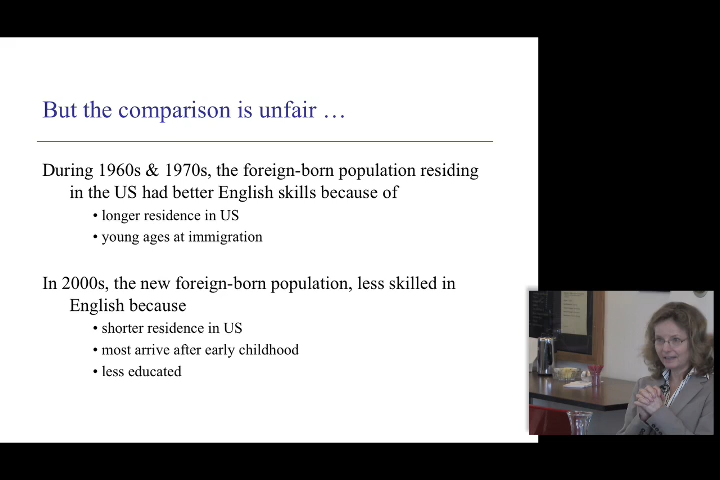 But the comparison is unfair …
During 1960s & 1970s, the foreign-born population residing
in the US had better English skills because of
• longer residence in US
• young ages at immigration
In 2000s, the new foreign-born population, less skilled in
English because
• shorter residence in US
• most arrive after early childhood
• less educated